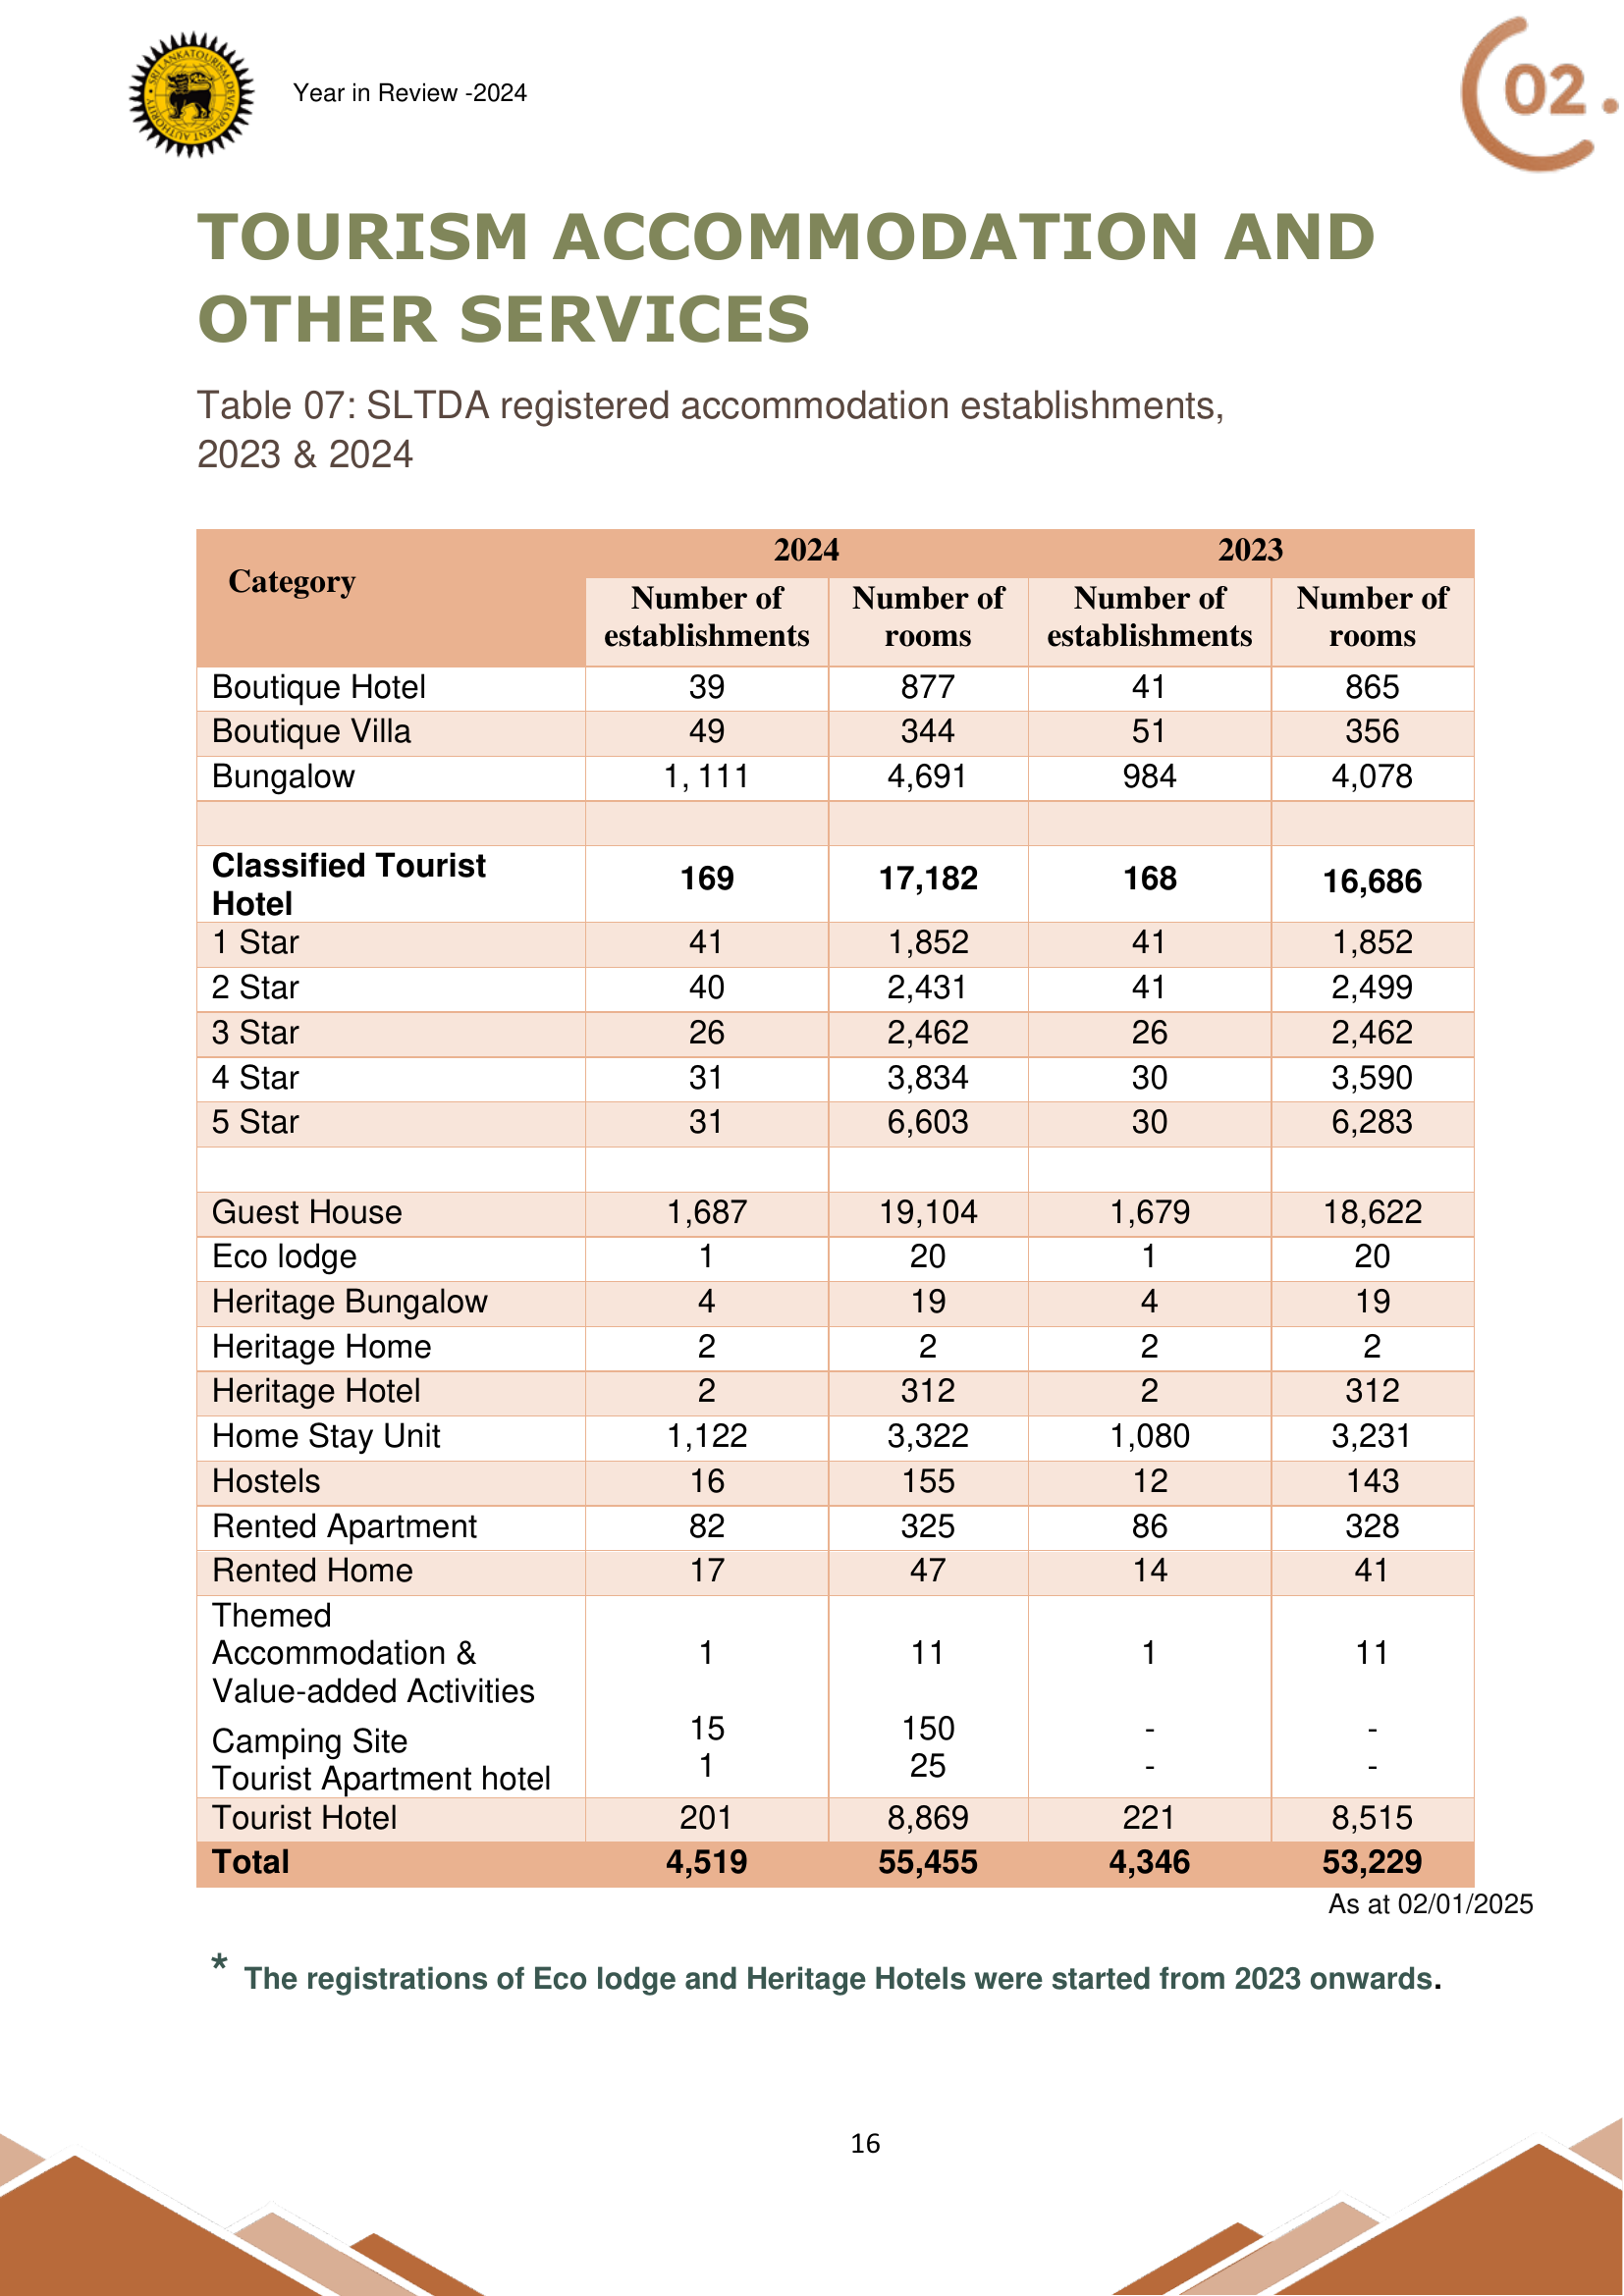 SRI LANKA TOURISM DEVELOPMENT AUTHORITY
Year in Review -2024
02.
TOURISM ACCOMMODATION AND
OTHER SERVICES
Table 07: SLTDA registered accommodation establishments,
2023 & 2024
Category 2024 2023
Number of establishments Number of rooms Number of establishments Number of rooms
Boutique Hotel 39 877 41 865
Boutique Villa 49 344 51 356
Bungalow 1, 111 4,691 984 4,078
Classified Tourist
Hotel 169 17,182 168 16,686
1 Star 41 1,852 41 1,852
2 Star 40 2,431 41 2,499
3 Star 26 2,462 26 2,462
4 Star 31 3,834 30 3,590
5 Star 31 6,603 30 6,283
Guest House 1,687 19,104 1,679 18,622
Eco lodge 1 20 1 20
Heritage Bungalow 4 19 4 19
Heritage Home 2 2 2 2
Heritage Hotel 2 312 2 312
Home Stay Unit 1,122 3,322 1,080 3,231
Hostels 16 155 12 143
Rented Apartment 82 325 86 328
Rented Home 17 47 14 41
Themed
Accommodation & 1 11 1 11
Value-added Activities
Camping Site 15 150 - -
Tourist Apartment hotel 1 25 - -
Tourist Hotel 201 8,869 221 8,515
Total 4,519 55,455 4,346 53,229
As at 02/01/2025
* The registrations of Eco lodge and Heritage Hotels were started from 2023 onwards.
16